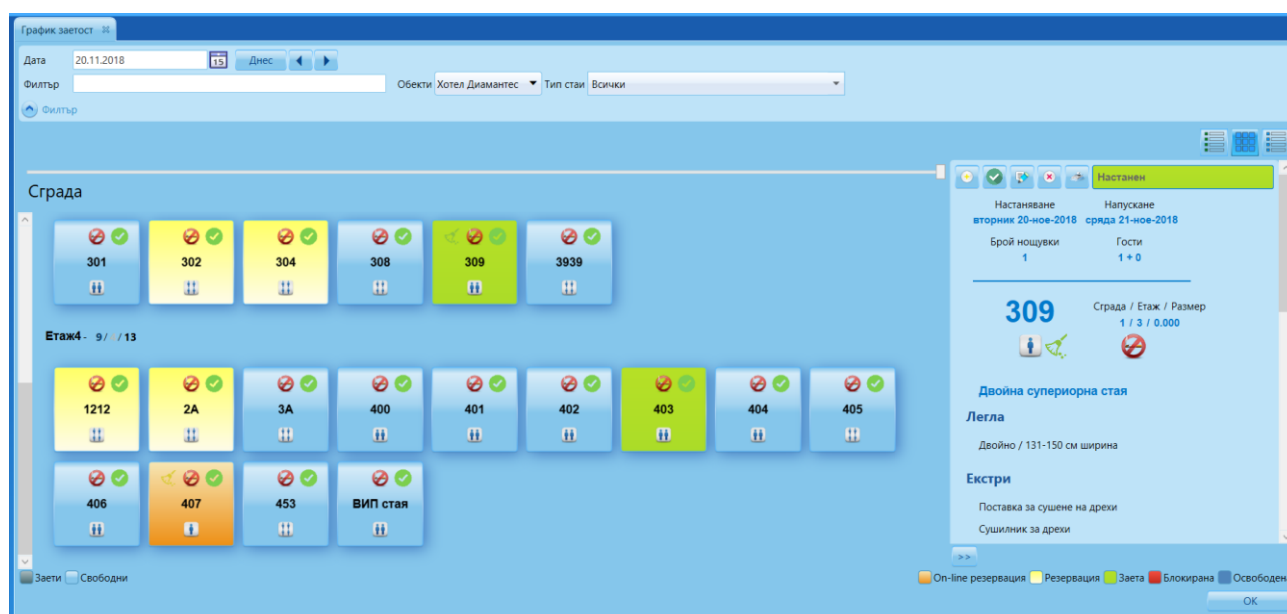 График заетост
Дата 20.11.2018 15 Днес
Филтър Обекти Хотел Диамантес Тип стаи Всички
Филтър
Сграда
301 302 304 308 309 3939
Етаж4 - 9/ /13
1212 2A 3A 400 401 402 403 404 405
406 407 453 ВИП стая
Настанен
Настаняване Напускане
вторник 20-ное-2018 сряда 21-ное-2018
Брой нощувки Гости
1 1 + 0
309 Сграда / Етаж / Размер
1 / 3 / 0.000
Двойна супериорна стая
Легла
Двойно / 131-150 см ширина
Екстри
Поставка за сушене на дрехи
Сушилник за дрехи
>>
Заети Свободни On-line резервация Резервация Заета Блокирана Освободен
OK